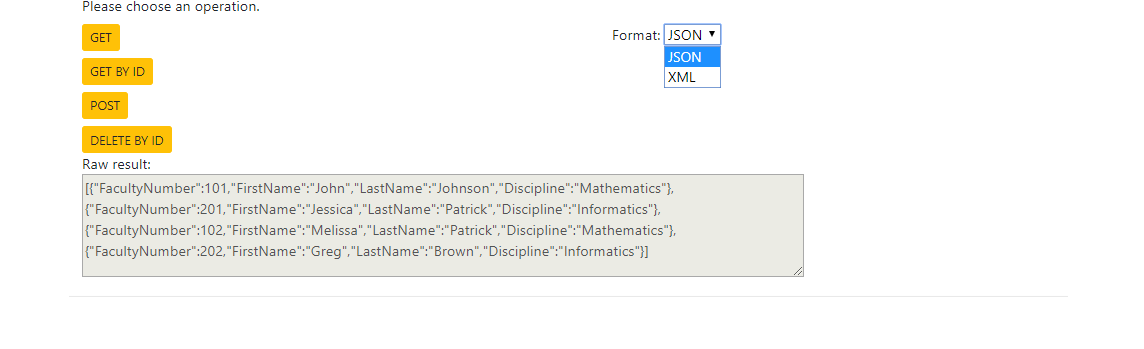 Please choose an operation.
GET
Format: JSON
JSON
XML
GET BY ID
POST
DELETE BY ID
Raw result:
[{"FacultyNumber":101,"FirstName":"John","LastName":"Johnson","Discipline":"Mathematics"},
{"FacultyNumber":201,"FirstName":"Jessica","LastName":"Patrick","Discipline":"Informatics"},
{"FacultyNumber":102,"FirstName":"Melissa","LastName":"Patrick","Discipline":"Mathematics"},
{"FacultyNumber":202,"FirstName":"Greg","LastName":"Brown","Discipline":"Informatics"}]